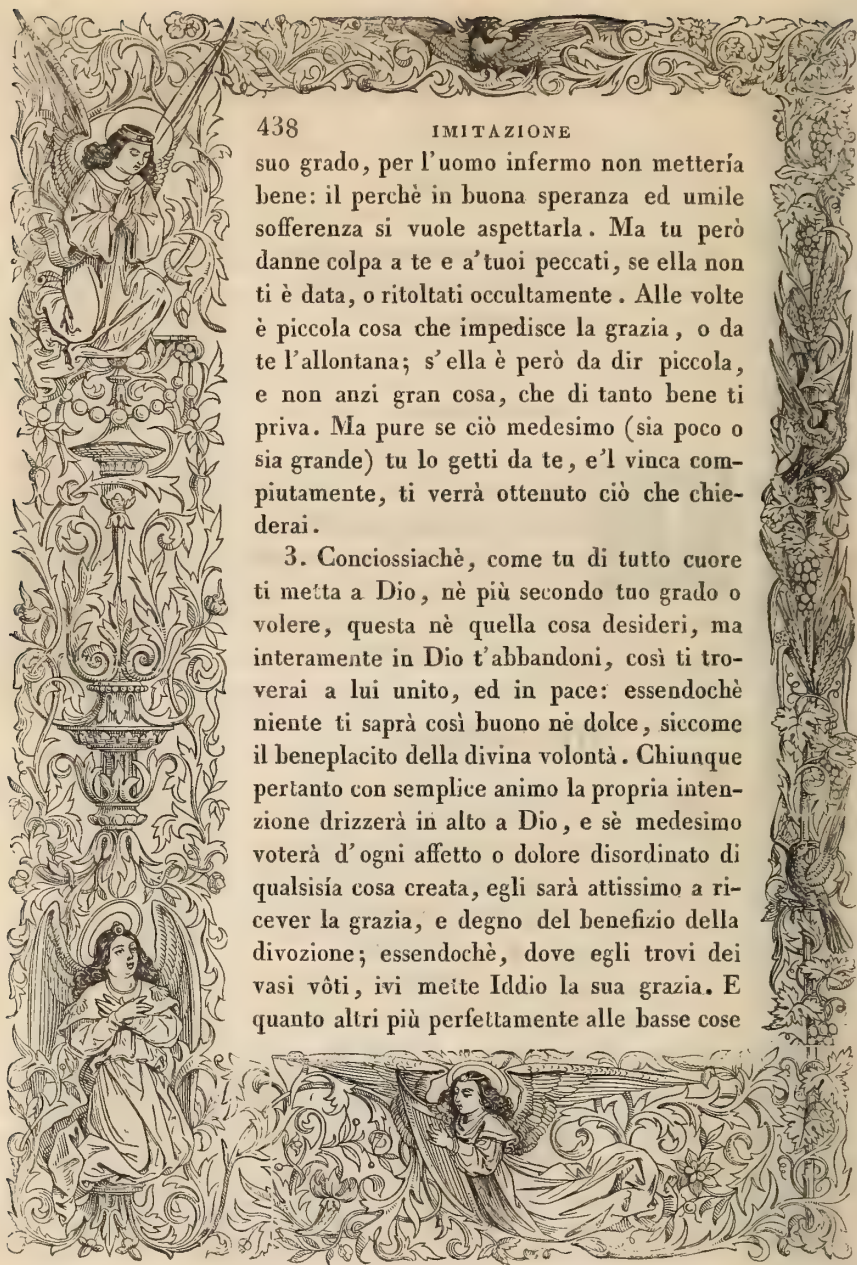 438 IMITAZIONE
suo grado, per l'uomo infermo non mettería
bene: il perchè in buona speranza ed umile
sofferenza si vuole aspettarla. Ma tu però
danne colpa a te e a' tuoi peccati, se ella non
ti è data, o ritoltati occultamente. Alle volte
è piccola cosa che impedisce la grazia, o da
te l'allontana; s'ella è però da dir piccola,
e non anzi gran cosa, che di tanto bene ti
priva. Ma pure se ciò medesimo (sia poco o
sia grande) tu lo getti da te, e'l vinca com-
piutamente, ti verrà ottenuto ciò che chie-
derai.
3. Conciossiachè, come tu di tutto cuore
ti metta a Dio, nè più secondo tuo grado o
volere, questa nè quella cosa desideri, ma
interamente in Dio t'abbandoni, così ti tro-
verai a lui unito, ed in pace: essendochè
niente ti saprà così buono nè dolce, siccome
il beneplacito della divina volontà. Chiunque
pertanto con semplice animo la propria inten-
zione drizzerà in alto a Dio, e sè medesimo
voterà d'ogni affetto o dolore disordinato di
qualsisía cosa creata, egli sarà attissimo a ri-
cever la grazia, e degno del benefizio della
divozione; essendochè, dove egli trovi dei
vasi vôti, ivi mette Iddio la sua grazia. E
quanto altri più perfettamente alle basse cose